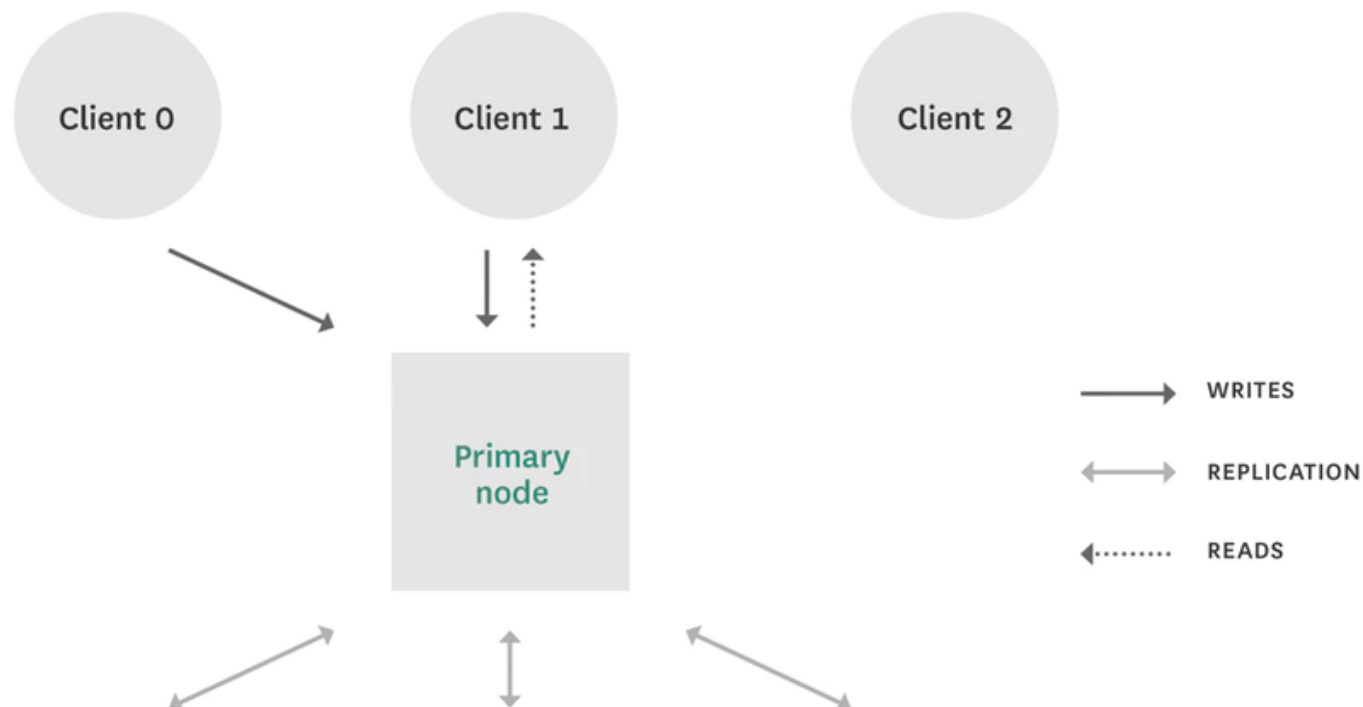 Client 0
Client 1
Client 2
WRITES
Primary
node
REPLICATION
READS